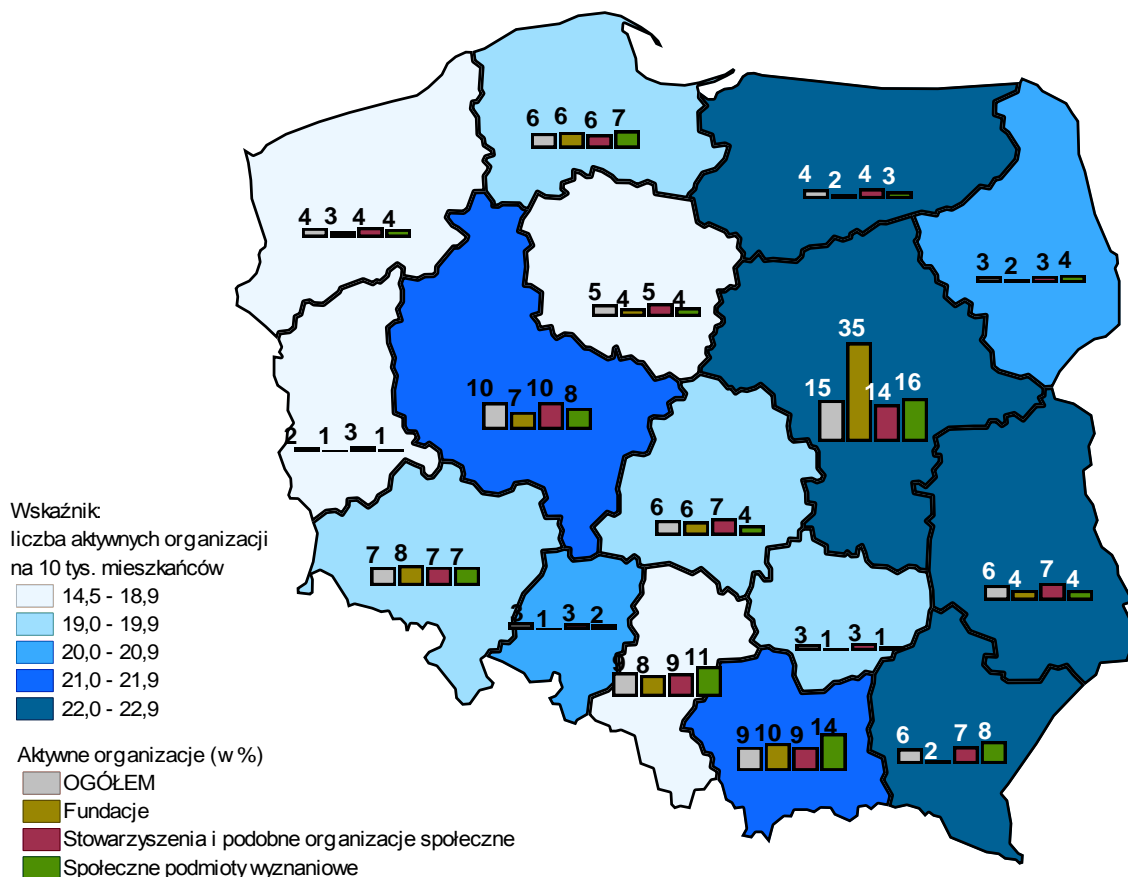 6 6 6 7
4 2 4 3
4 3 4 4
3 2 3 4
5 4 5 4
35
15 14 16
10 7 10 8
2 1 3 1
6 6 7 4
7 8 7 7
6 4 7 4
3 1 3 2
3 1 3 1
9 8 9 11
9 10 9 14
6 2 7 8
Wskaźnik:
liczba aktywnych organizacji
na 10 tys. mieszkańców
14,5 - 18,9
19,0 - 19,9
20,0 - 20,9
21,0 - 21,9
22,0 - 22,9
Aktywne organizacje (w %)
OGÓŁEM
Fundacje
Stowarzyszenia i podobne organizacje społeczne
Społeczne podmioty wyznaniowe